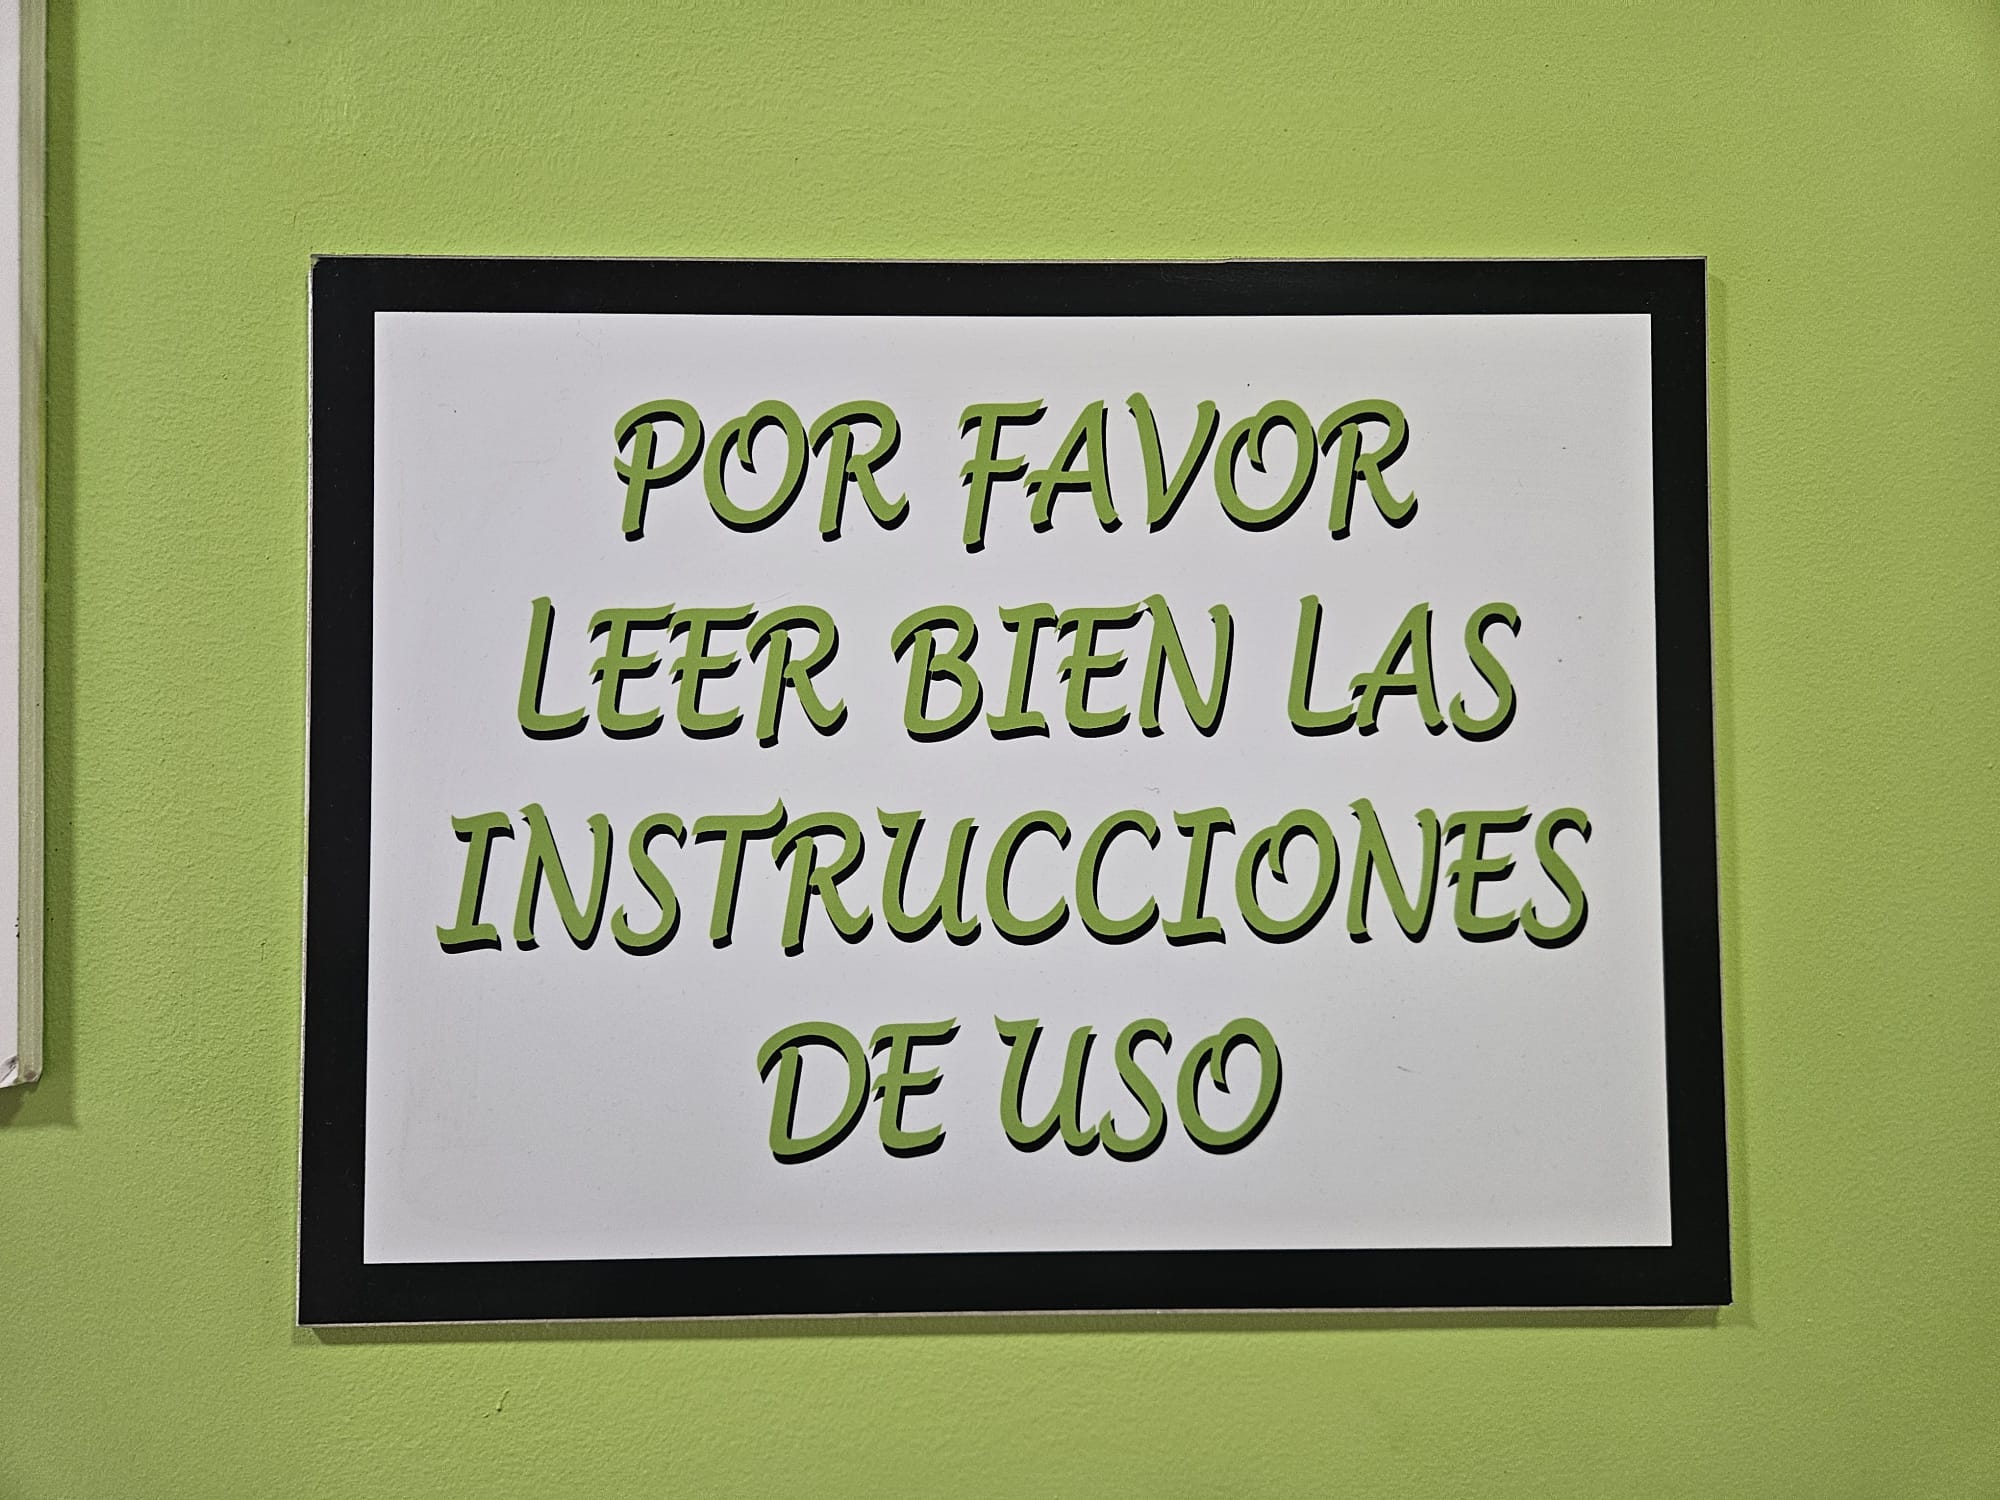 POR FAVOR
LEER BIEN LAS
INSTRUCCIONES
DE USO